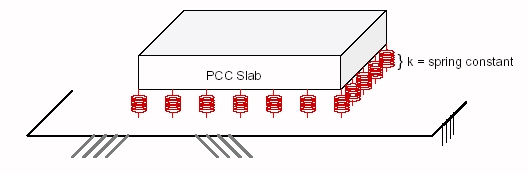 PCC Slab
} k = spring constant